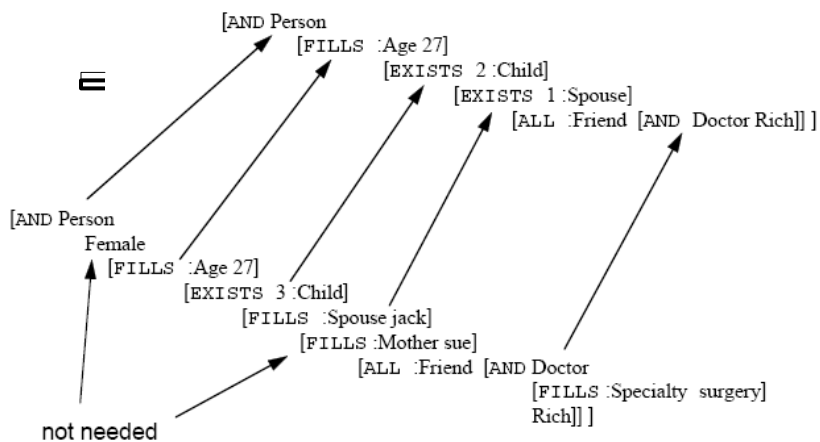 [AND Person
[FILLS :Age 27]
[EXISTS 2 :Child]
[EXISTS 1 :Spouse]
[ALL :Friend [AND Doctor Rich]] ]
[AND Person
Female
[FILLS :Age 27]
[EXISTS 3 :Child]
[FILLS :Spouse jack]
[FILLS :Mother sue]
[ALL :Friend [AND Doctor
[FILLS :Specialty surgery]
Rich]] ]
not needed